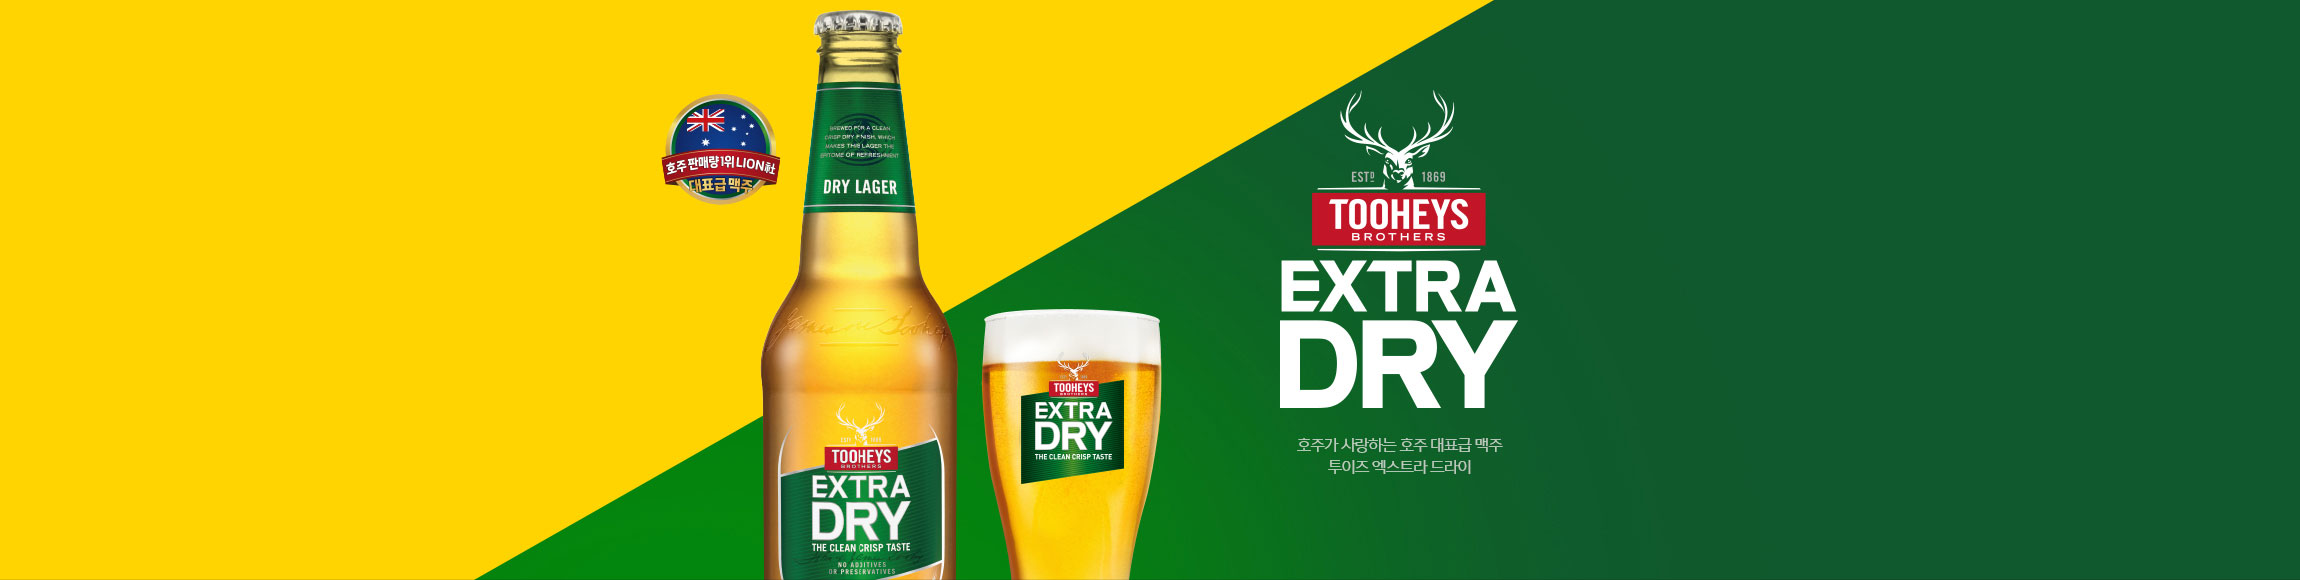 호주 판매량 1위 LION社
대표급 맥주
BREWED FOR A CLEAN
CRISP DRY FINISH, WHICH
MAKES THIS LAGER THE
EPITOME OF REFRESHMENT
DRY LAGER
ESTD 1869
TOOHEYS
BROTHERS
EXTRA
DRY
THE CLEAN CRISP TASTE
NO ADDITIVES
OR PRESERVATIVES
TOOHEYS
BROTHERS
EXTRA
DRY
THE CLEAN CRISP TASTE
ESTD 1869
TOOHEYS
BROTHERS
EXTRA
DRY
호주가 사랑하는 호주 대표급 맥주
투이즈 엑스트라 드라이